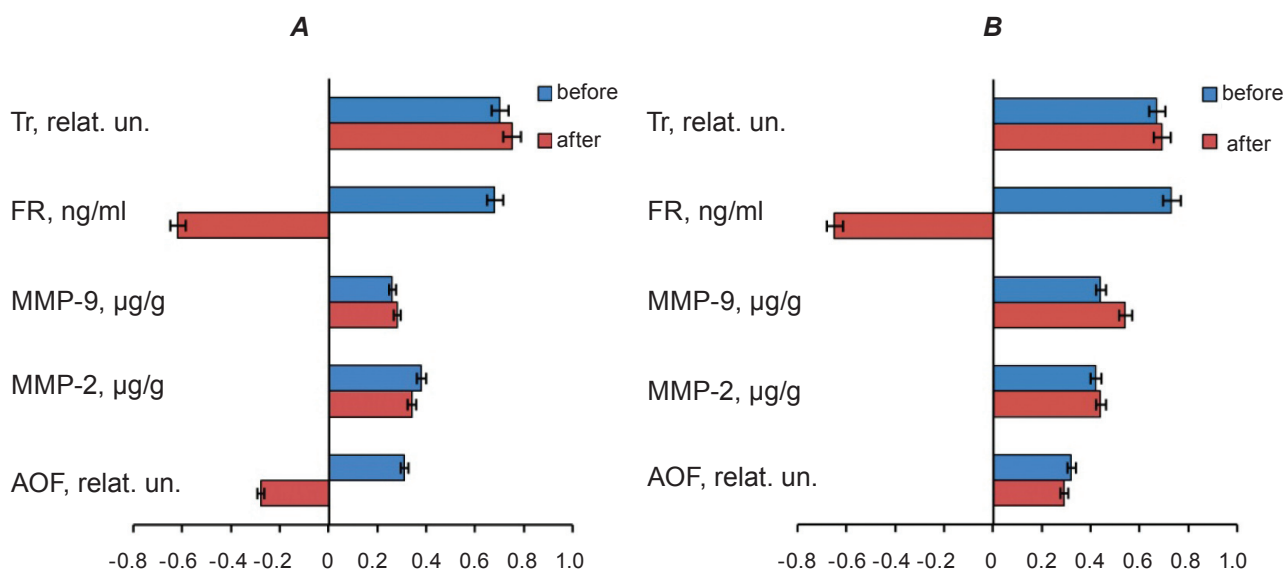 A
before
after
Tr, relat. un.
FR, ng/ml
MMP-9, µg/g
MMP-2, µg/g
AOF, relat. un.
-0.8 -0.6 -0.4 -0.2 0 0.2 0.4 0.6 0.8 1.0
B
before
after
Tr, relat. un.
FR, ng/ml
MMP-9, µg/g
MMP-2, µg/g
AOF, relat. un.
-0.8 -0.6 -0.4 -0.2 0 0.2 0.4 0.6 0.8 1.0